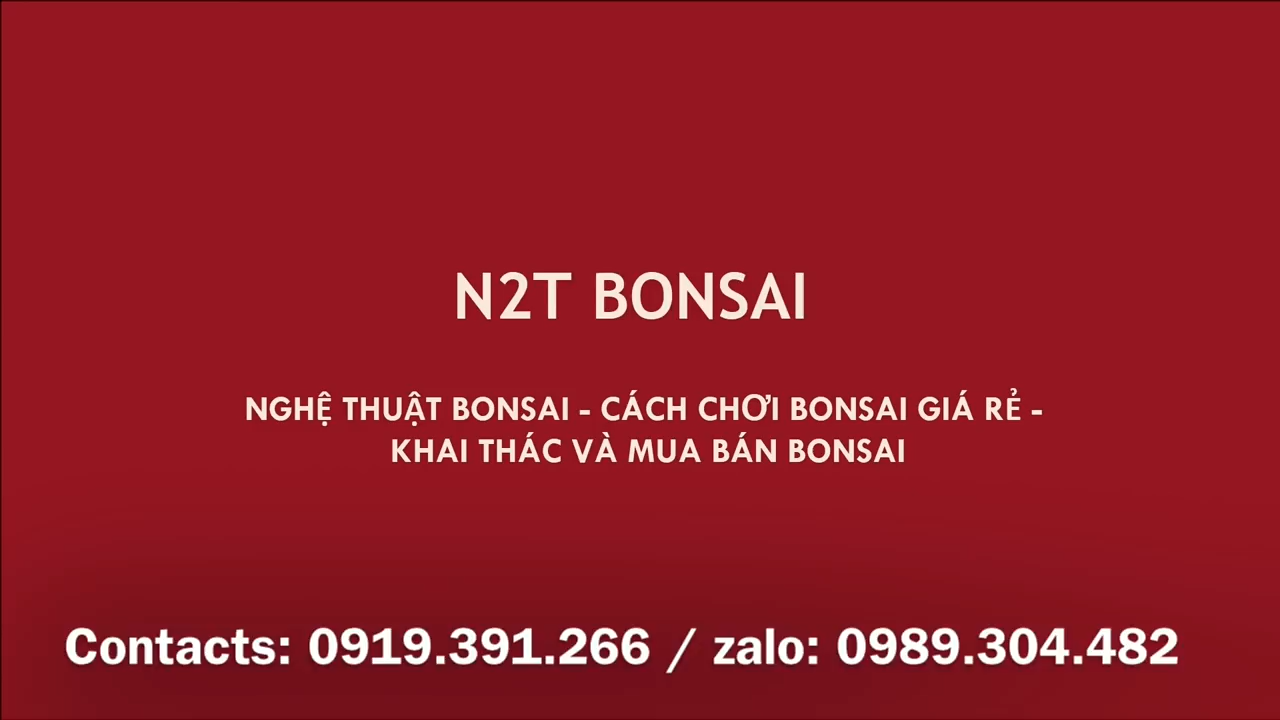 N2T BONSAI
NGHỆ THUẬT BONSAI - CÁCH CHƠI BONSAI GIÁ RẺ -
KHAI THÁC VÀ MUA BÁN BONSAI
Contacts: 0919.391.266 / zalo: 0989.304.482